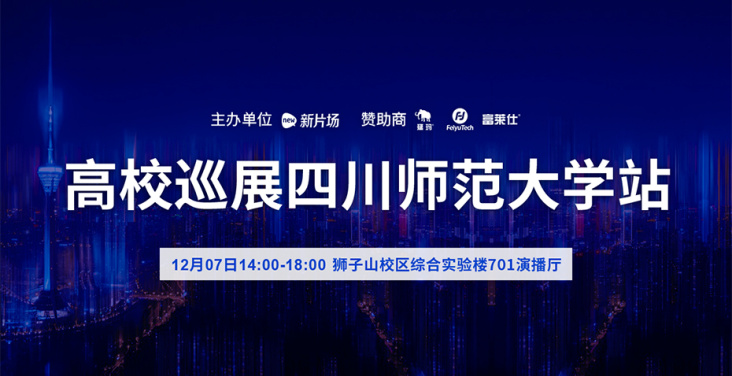 主办单位 new 新片场 赞助商 猛玛 FeiyuTech 富莱仕
高校巡展四川师范大学站
12月07日14:00-18:00 狮子山校区综合实验楼701演播厅